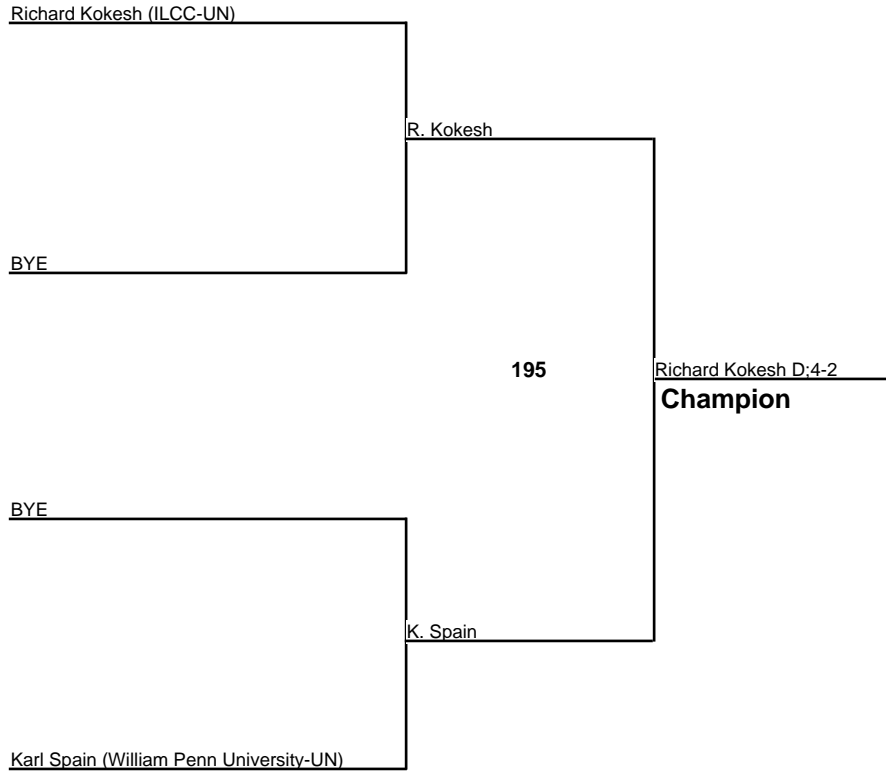 Richard Kokesh (ILCC-UN)
R. Kokesh
BYE
195
Richard Kokesh D;4-2
Champion
BYE
K. Spain
Karl Spain (William Penn University-UN)